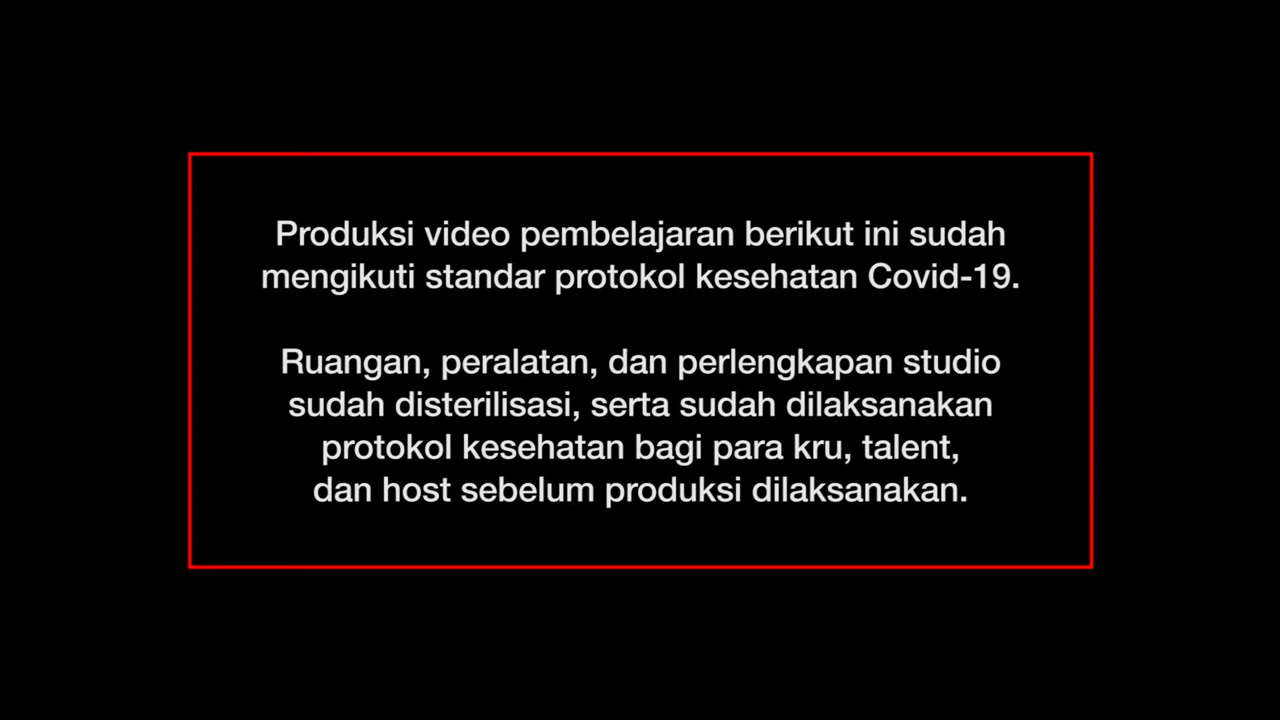 Produksi video pembelajaran berikut ini sudah
mengikuti standar protokol kesehatan Covid-19.
Ruangan, peralatan, dan perlengkapan studio
sudah disterilisasi, serta sudah dilaksanakan
protokol kesehatan bagi para kru, talent,
dan host sebelum produksi dilaksanakan.